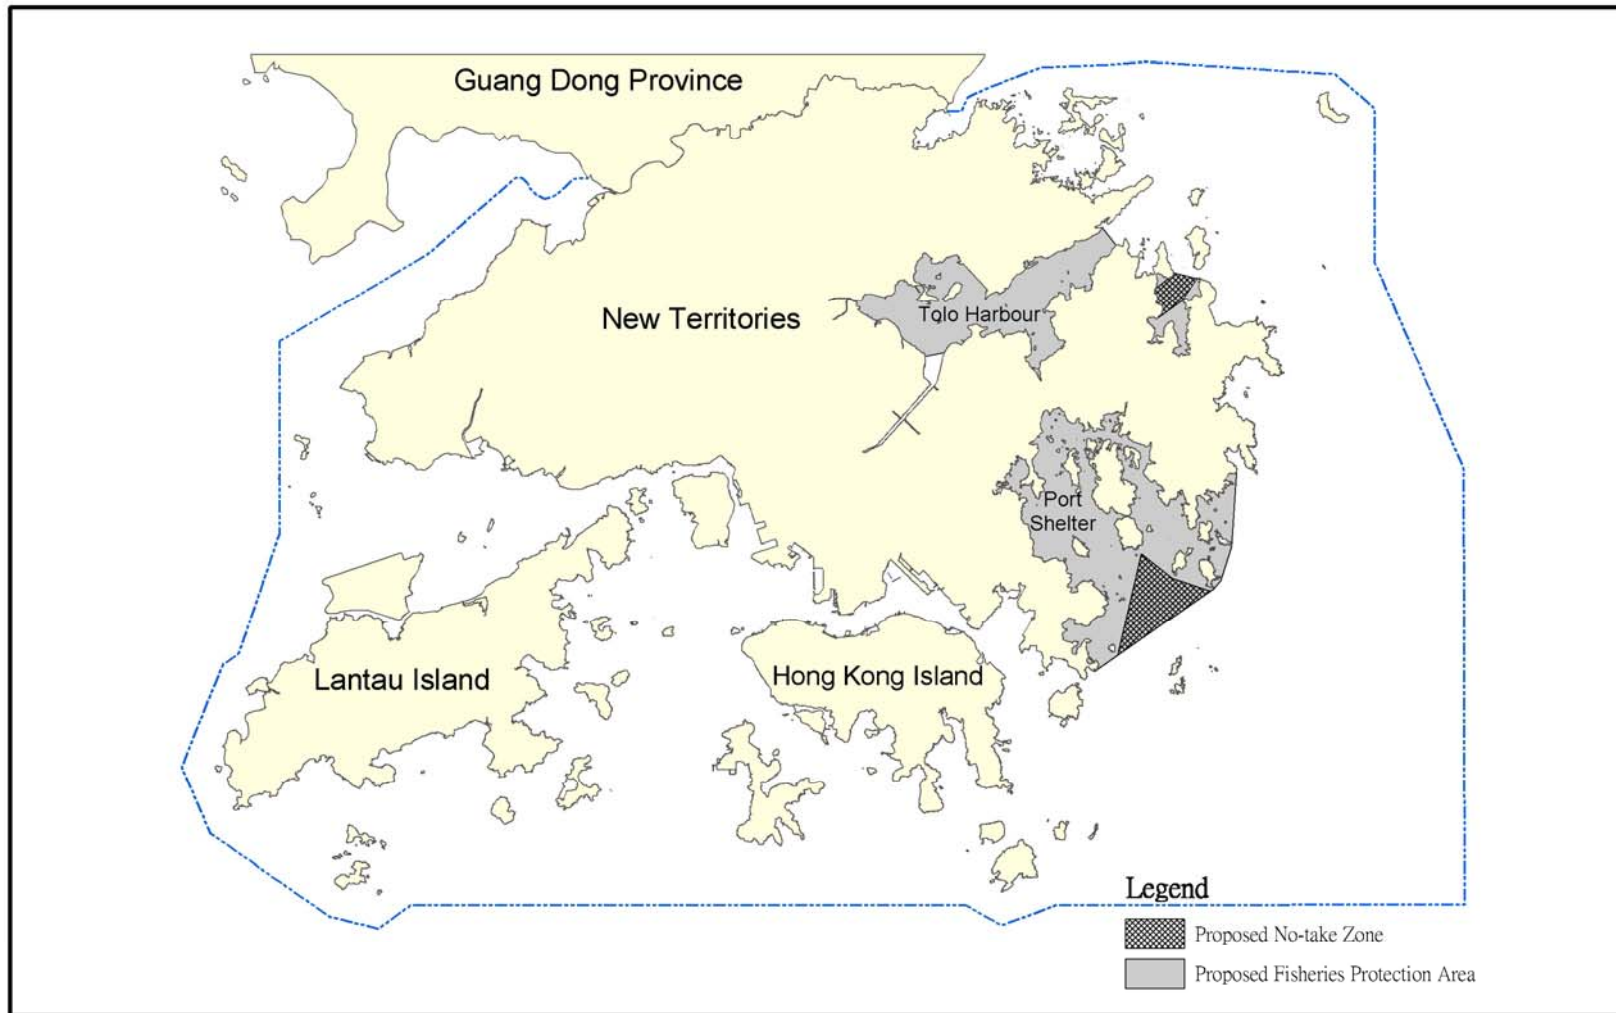 Guang Dong Province
New Territories
Tolo Harbour
Port
Shelter
Lantau Island
Hong Kong Island
Legend
Proposed No-take Zone
Proposed Fisheries Protection Area